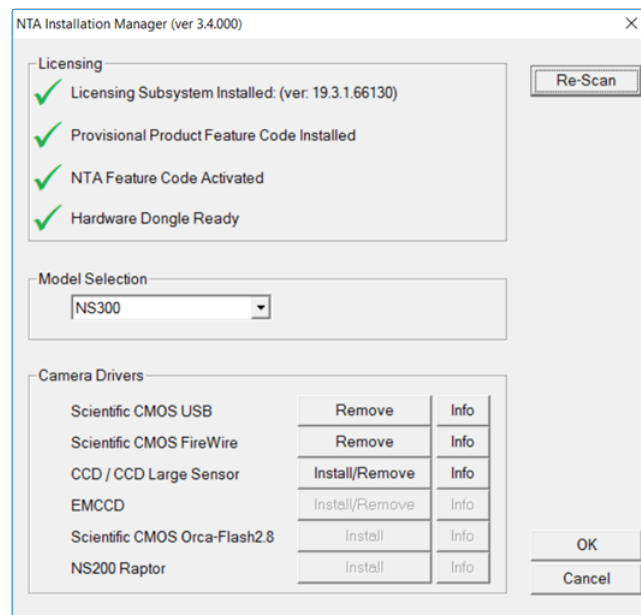 NTA Installation Manager (ver 3.4.000)
Licensing
Licensing Subsystem Installed: (ver: 19.3.1.66130)
Re-Scan
Provisional Product Feature Code Installed
NTA Feature Code Activated
Hardware Dongle Ready
Model Selection
NS300
Camera Drivers
Scientific CMOS USB Remove Info
Scientific CMOS FireWire Remove Info
CCD / CCD Large Sensor Install/Remove Info
EMCCD Install/Remove Info
Scientific CMOS Orca-Flash2.8 Install Info
NS200 Raptor Install Info
OK
Cancel